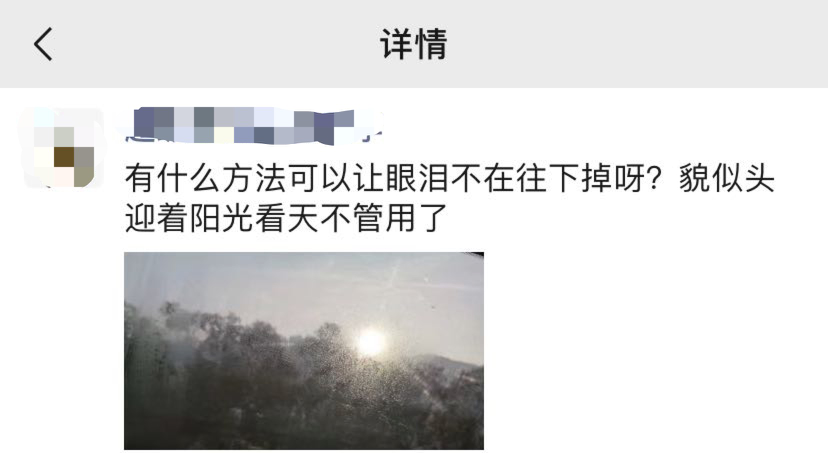 详情
有什么方法可以让眼泪不在往下掉呀？貌似头
迎着阳光看天不管用了